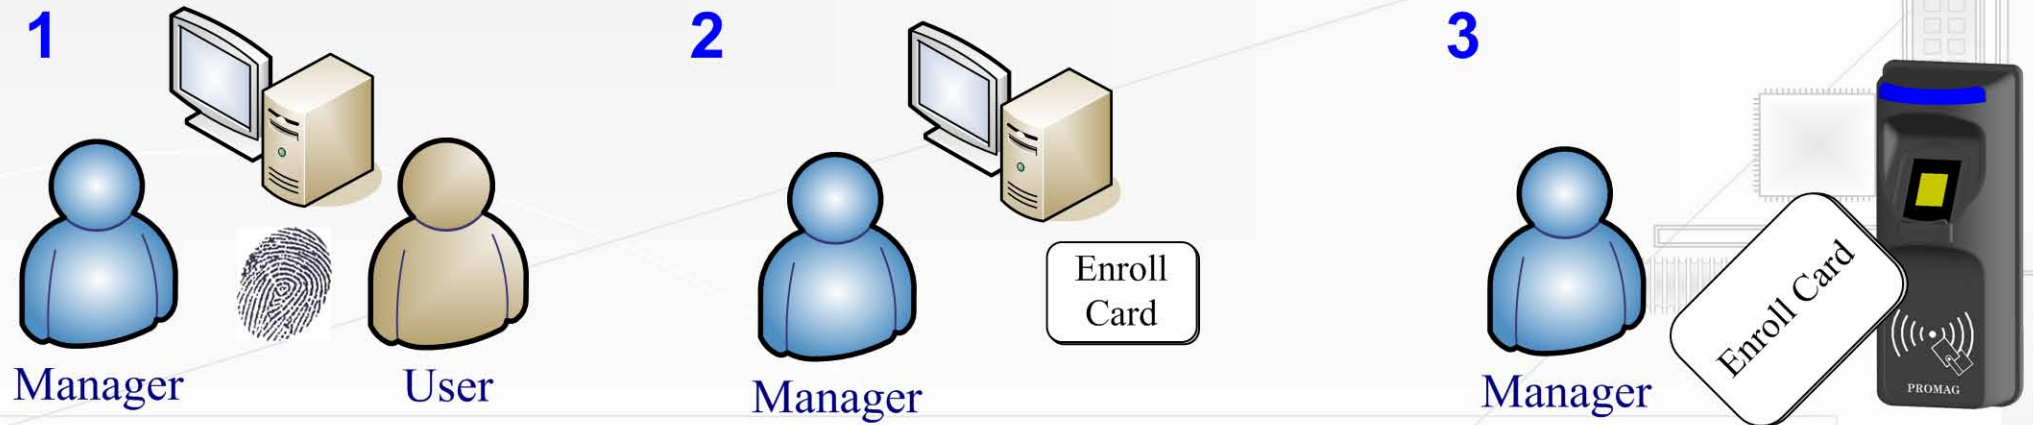 1
Manager
User
2
Enroll
Card
Manager
3
Manager
Enroll Card
PROMAG